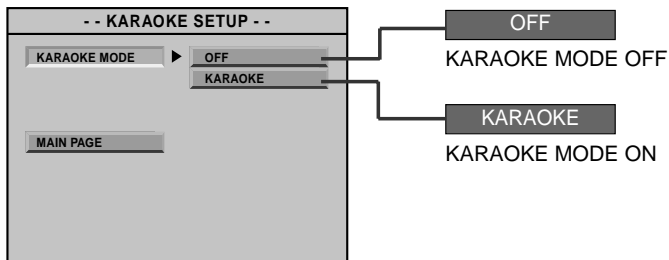 - - KARAOKE SETUP - -
KARAOKE MODE
OFF
KARAOKE
MAIN PAGE
OFF
KARAOKE MODE OFF
KARAOKE
KARAOKE MODE ON